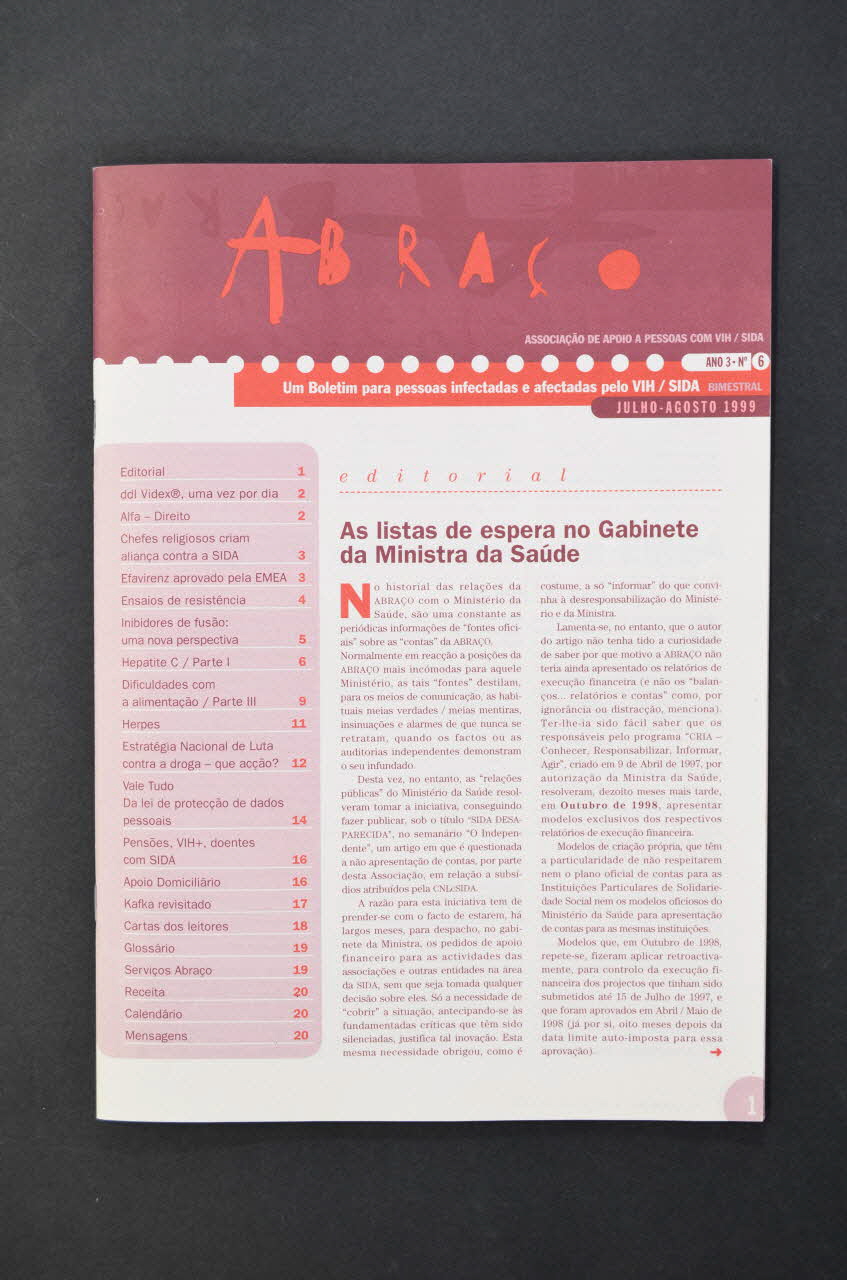 ABRAÇO
ASSOCIAÇÃO DE APOIO A PESSOAS COM VIH / SIDA
ANO 3 • Nº 6
Um Boletim para pessoas infectadas e afectadas pelo VIH / SIDA BIMESTRAL
JULHO-AGOSTO 1999
Editorial 1
ddI Videx®, uma vez por dia 2
Alfa – Direito 2
Chefes religiosos criam
aliança contra a SIDA 3
Efavirenz aprovado pela EMEA 3
Ensaios de resistência 4
Inibidores de fusão:
uma nova perspectiva 5
Hepatite C / Parte I 6
Dificuldades com
a alimentação / Parte III 9
Herpes 11
Estratégia Nacional de Luta
contra a droga – que acção? 12
Vale Tudo
Da lei de protecção de dados
pessoais 14
Pensões, VIH+, doentes
com SIDA 16
Apoio Domiciliário 16
Kafka revisitado 17
Cartas dos leitores 18
Glossário 19
Serviços Abraço 19
Receita 20
Calendário 20
Mensagens 20
editorial
As listas de espera no Gabinete
da Ministra da Saúde
No historial das relações da
ABRAÇO com o Ministério da
Saúde, são uma constante as
periódicas informações de “fontes ofici-
ais” sobre as “contas” da ABRAÇO.
Normalmente em reacção a posições da
ABRAÇO mais incómodas para aquele
Ministério, as tais “fontes” destilam,
para os meios de comunicação, as habi-
tuais meias verdades / meias mentiras,
insinuações e alarmes de que nunca se
retratam, quando os factos ou as
auditorias independentes demonstram
o seu infundado.
Desta vez, no entanto, as “relações
públicas” do Ministério da Saúde resol-
veram tomar a iniciativa, conseguindo
fazer publicar, sob o título “SIDA DESA-
PARECIDA”, no semanário “O Indepen-
dente”, um artigo em que é questionada
a não apresentação de contas, por parte
desta Associação, em relação a subsí-
dios atribuídos pela CNLcSIDA.
A razão para esta iniciativa tem de
prender-se com o facto de estarem, há
largos meses, para despacho, no gabi-
nete da Ministra, os pedidos de apoio
financeiro para as actividades das
associações e outras entidades na área
da SIDA, sem que seja tomada qualquer
decisão sobre eles. Só a necessidade de
“cobrir” a situação, antecipando-se às
fundamentadas críticas que têm sido
silenciadas, justifica tal inovação. Esta
mesma necessidade obrigou, como é
costume, a só “informar” do que convi-
nha à desresponsabilização do Ministé-
rio e da Ministra.
Lamenta-se, no entanto, que o autor
do artigo não tenha tido a curiosidade
de saber por que motivo a ABRAÇO não
teria ainda apresentado os relatórios de
execução financeira (e não os “balan-
ços... relatórios e contas” como, por
ignorância ou distracção, menciona).
Ter-lhe-ia sido fácil saber que os
responsáveis pelo programa “CRIA –
Conhecer, Responsabilizar, Informar,
Agir”, criado em 9 de Abril de 1997, por
autorização da Ministra da Saúde,
resolveram, dezoito meses mais tarde,
em Outubro de 1998, apresentar
modelos exclusivos dos respectivos
relatórios de execução financeira.
Modelos de criação própria, que têm
a particularidade de não respeitarem
nem o plano oficial de contas para as
Instituições Particulares de Solidarie-
dade Social nem os modelos oficiosos do
Ministério da Saúde para apresentação
de contas para as mesmas instituições.
Modelos que, em Outubro de 1998,
repete-se, fizeram aplicar retroactiva-
mente, para controlo da execução fi-
nanceira dos projectos que tinham sido
submetidos até 15 de Julho de 1997, e
que foram aprovados em Abril / Maio de
1998 (já por si, oito meses depois da
data limite auto-imposta para essa
aprovação).
1